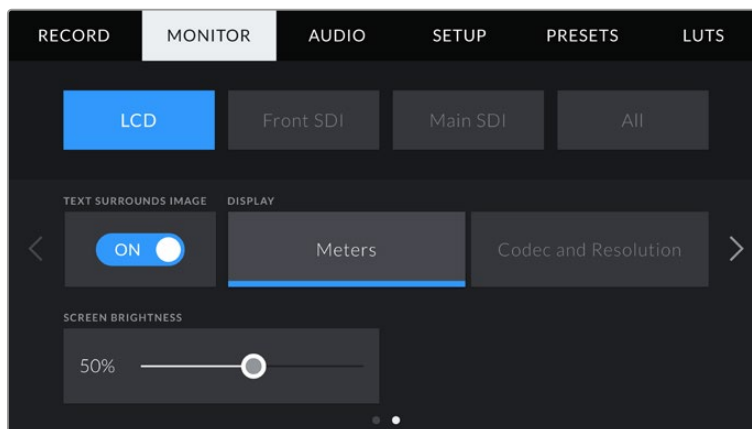 RECORD MONITOR AUDIO SETUP PRESETS LUTS
LCD Front SDI Main SDI All
TEXT SURROUNDS IMAGE DISPLAY
ON Meters Codec and Resolution
SCREEN BRIGHTNESS
50%